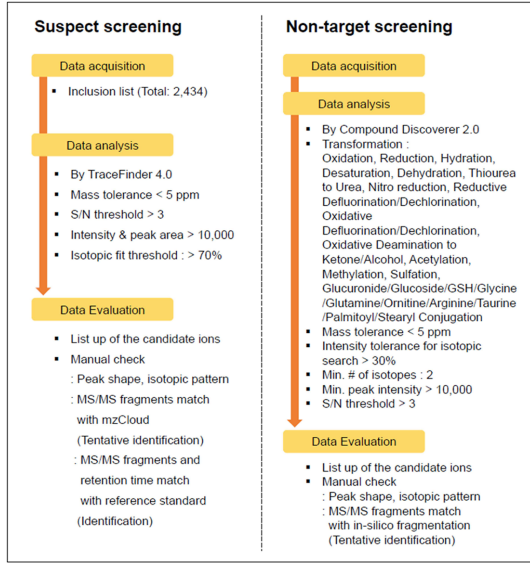 Suspect screening
Data acquisition
▪ Inclusion list (Total: 2,434)
Data analysis
▪ By TraceFinder 4.0
▪ Mass tolerance < 5 ppm
▪ S/N threshold > 3
▪ Intensity & peak area > 10,000
▪ Isotopic fit threshold : > 70%
Data Evaluation
▪ List up of the candidate ions
▪ Manual check
: Peak shape, isotopic pattern
: MS/MS fragments match
with mzCloud
(Tentative identification)
: MS/MS fragments and
retention time match
with reference standard
(Identification)
Non-target screening
Data acquisition
Data analysis
▪ By Compound Discoverer 2.0
▪ Transformation :
Oxidation, Reduction, Hydration,
Desaturation, Dehydration, Thiourea
to Urea, Nitro reduction, Reductive
Defluorination/Dechlorination,
Oxidative
Defluorination/Dechlorination,
Oxidative Deamination to
Ketone/Alcohol, Acetylation,
Methylation, Sulfation,
Glucuronide/Glucoside/GSH/Glycine
/Glutamine/Ornitine/Arginine/Taurine
/Palmitoyl/Stearyl Conjugation
▪ Mass tolerance < 5 ppm
▪ Intensity tolerance for isotopic
search > 30%
▪ Min. # of isotopes : 2
▪ Min. peak intensity > 10,000
▪ S/N threshold > 3
Data Evaluation
▪ List up of the candidate ions
▪ Manual check
: Peak shape, isotopic pattern
: MS/MS fragments match
with in-silico fragmentation
(Tentative identification)